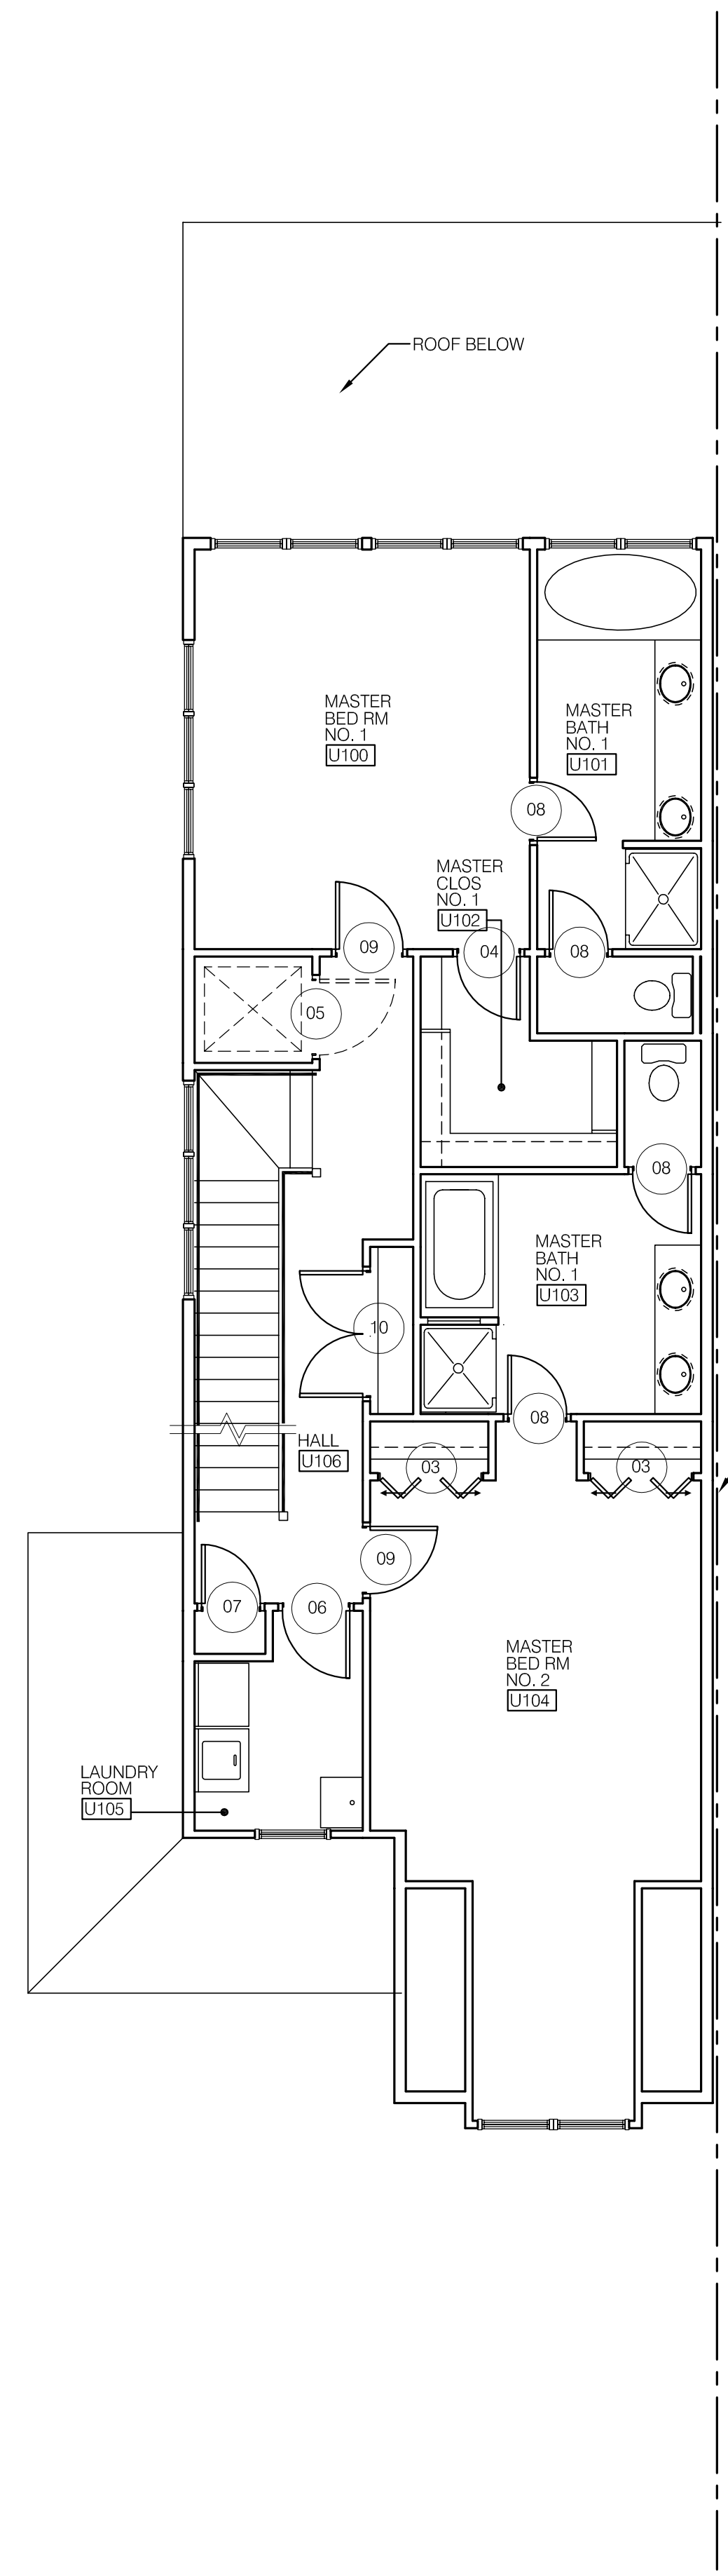 ROOF BELOW
MASTER
BED RM
NO. 1
U100
MASTER
BATH
NO. 1
U101
08
MASTER
CLOS
NO. 1
U102
09
04
08
05
08
MASTER
BATH
NO. 1
U103
10
08
HALL
U106
03
03
09
07
06
MASTER
BED RM
NO. 2
U104
LAUNDRY
ROOM
U105